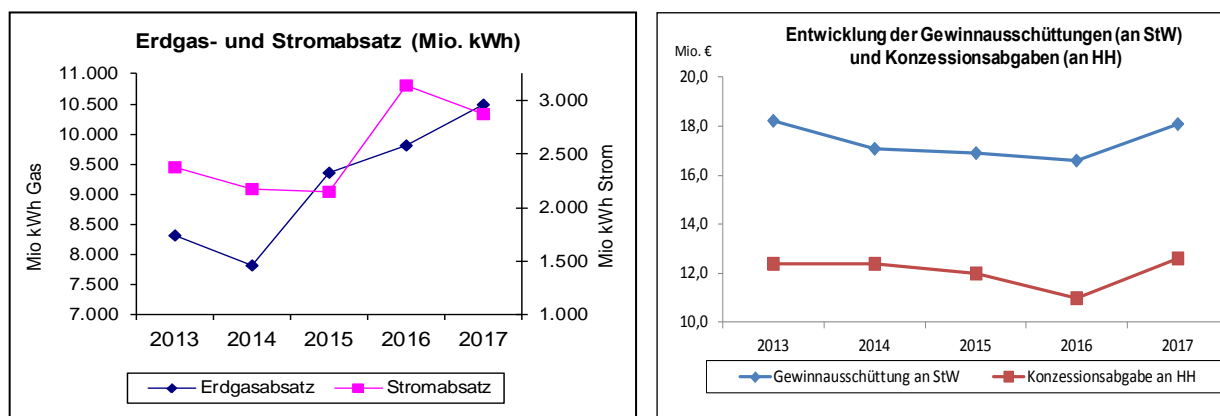 Erdgas- und Stromabsatz (Mio. kWh)
Mio kWh Gas
11.000
10.500
10.000
9.500
9.000
8.500
8.000
7.500
7.000
3.000
2.500
2.000
1.500
1.000
Mio kWh Strom
2013 2014 2015 2016 2017
Erdgasabsatz Stromabsatz
Entwicklung der Gewinnausschüttungen (an StW)
und Konzessionsabgaben (an HH)
Mio. €
20,0
18,0
16,0
14,0
12,0
10,0
2013 2014 2015 2016 2017
Gewinnausschüttung an StW Konzessionsabgabe an HH